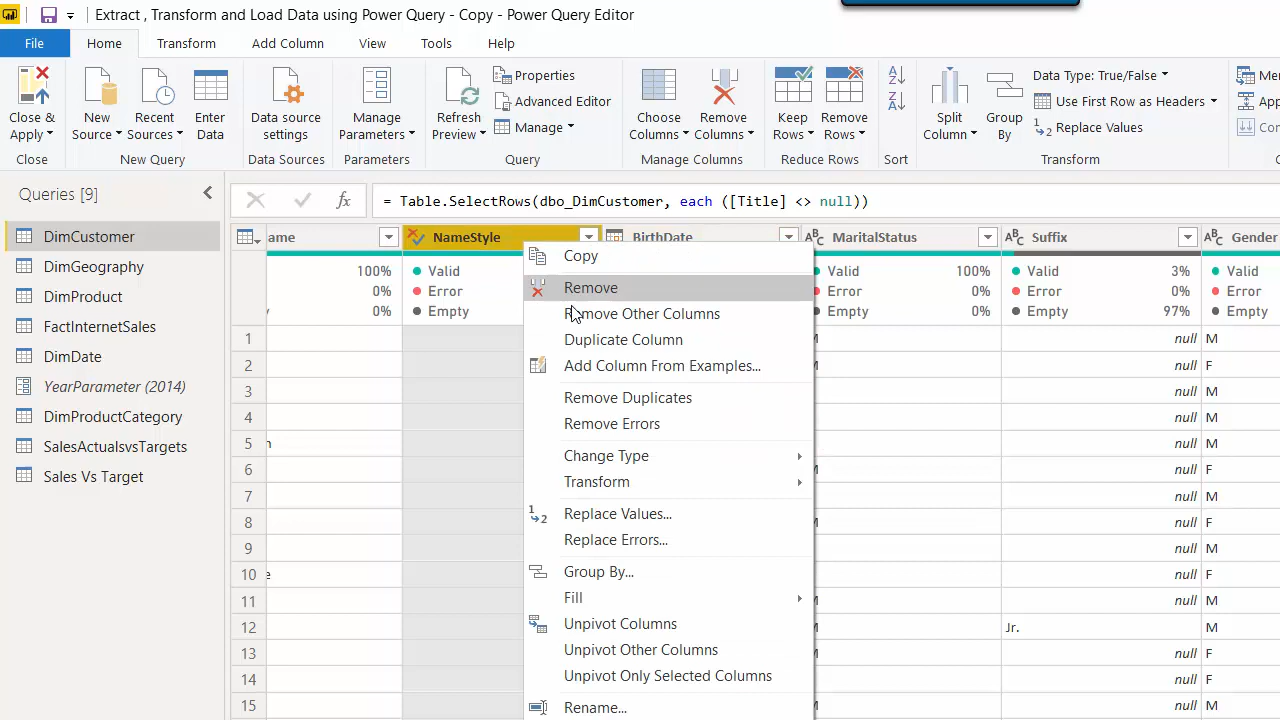 Extract , Transform and Load Data using Power Query - Copy - Power Query Editor
File Home Transform Add Column View Tools Help
Close & Apply
New Source
Recent Sources
Enter Data
Data source settings
Manage Parameters
Refresh Preview
Properties
Advanced Editor
Manage
Choose Columns
Remove Columns
Keep Rows
Remove Rows
Split Column
Group By
Data Type: True/False
Use First Row as Headers
1 2 Replace Values
Close New Query Data Sources Parameters Query Manage Columns Reduce Rows Sort Transform
Queries [9]
DimCustomer
DimGeography
DimProduct
FactInternetSales
DimDate
YearParameter (2014)
DimProductCategory
SalesActualsvsTargets
Sales Vs Target
fx = Table.SelectRows(dbo_DimCustomer, each ([Title] <> null))
ame NameStyle BirthDate ABC MaritalStatus ABC Suffix ABC Gender
100% Valid Valid 100% Valid 3% Valid
0% Error Error 0% Error 0% Error
0% Empty Empty 0% Empty 97% Empty
1 null M
2 null F
3 null M
4 null M
5 null M
6 null F
7 null M
8 null M
9 null M
10 null F
11 null M
12 Jr. M
13 null F
14 null F
15 null M
Copy
Remove
Remove Other Columns
Duplicate Column
Add Column From Examples...
Remove Duplicates
Remove Errors
Change Type
Transform
1 2 Replace Values...
Replace Errors...
Group By...
Fill
Unpivot Columns
Unpivot Other Columns
Unpivot Only Selected Columns
Rename...